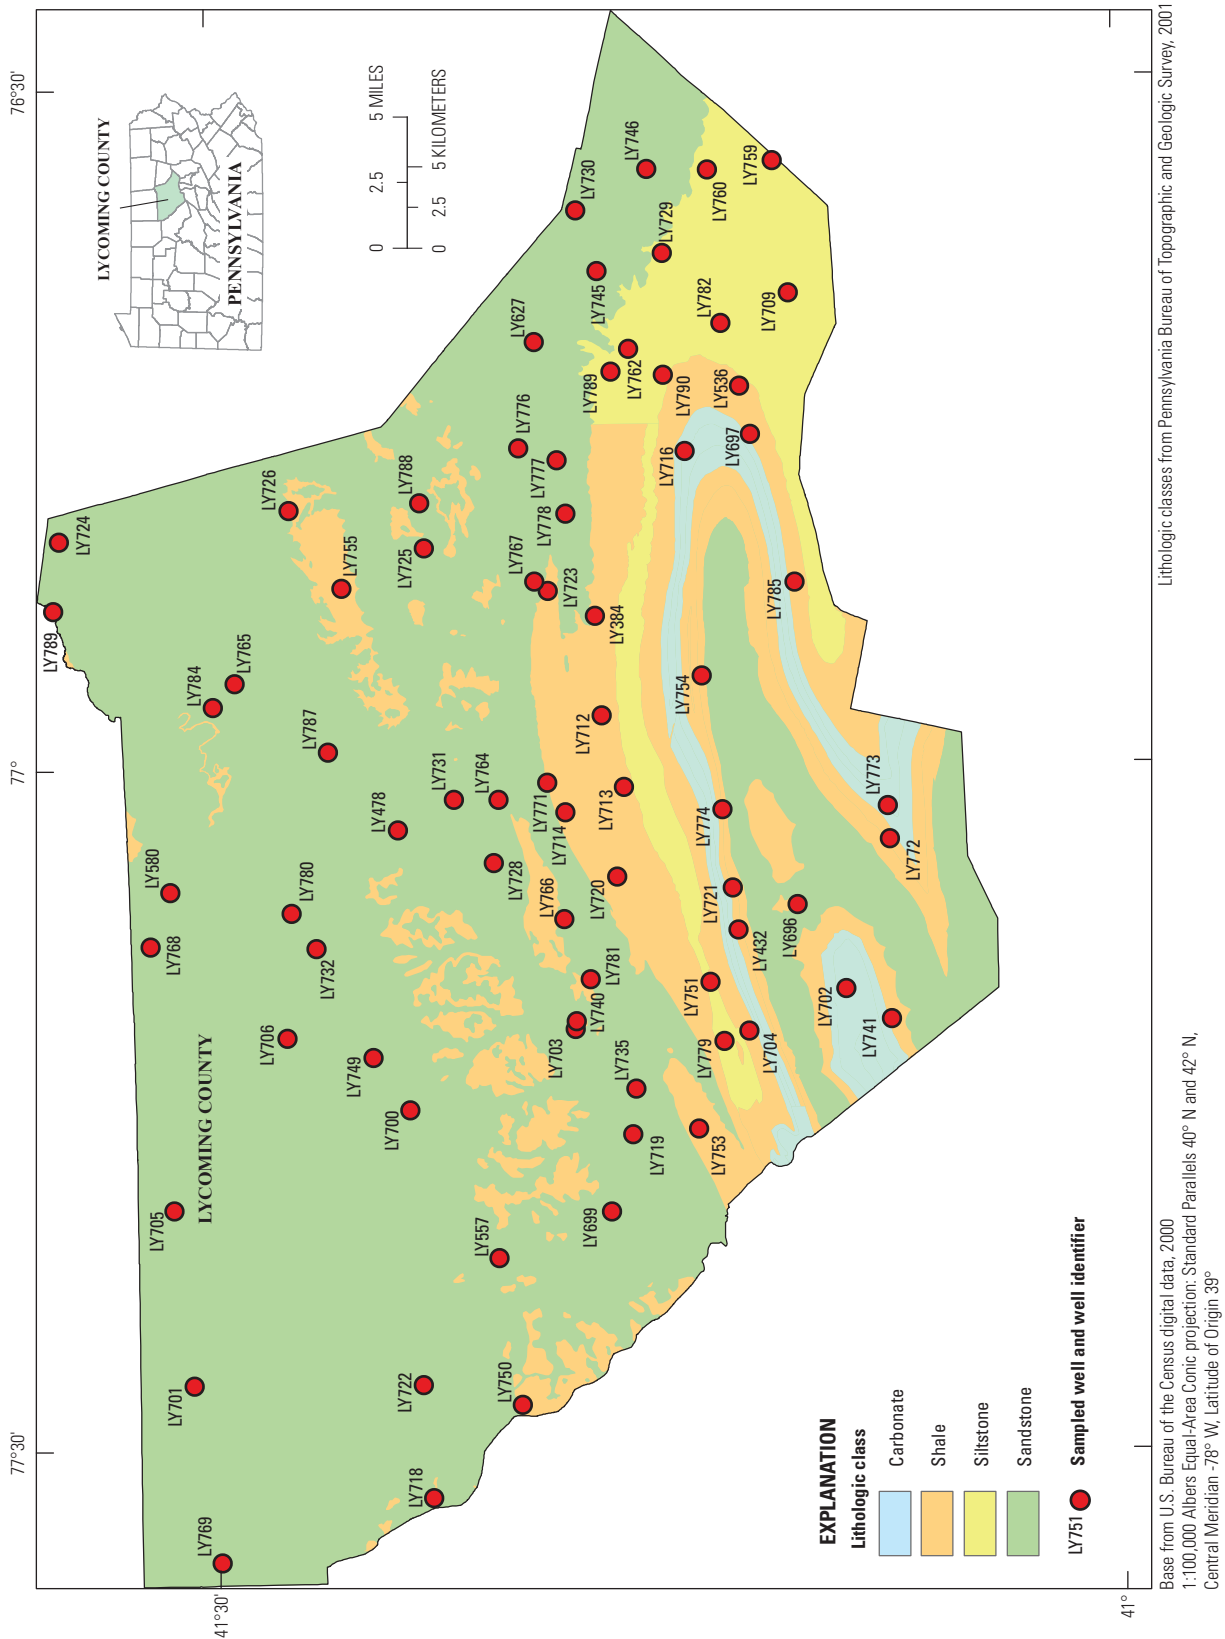 76°30'
77°
77°30'
41°30'
41°
LYCOMING COUNTY
PENNSYLVANIA
0 2.5 5 MILES
0 2.5 5 KILOMETERS
LYCOMING COUNTY
LY724
LY789
LY726
LY755
LY788
LY725
LY776
LY777
LY778
LY767
LY723
LY384
LY627
LY730
LY746
LY745
LY729
LY760
LY759
LY782
LY709
LY789
LY762
LY790
LY536
LY697
LY716
LY785
LY754
LY784
LY765
LY787
LY731
LY764
LY478
LY728
LY771
LY714
LY712
LY713
LY720
LY766
LY781
LY740
LY703
LY735
LY719
LY753
LY774
LY773
LY772
LY721
LY432
LY696
LY751
LY779
LY704
LY702
LY741
LY580
LY768
LY780
LY732
LY706
LY749
LY700
LY705
LY557
LY699
LY701
LY722
LY750
LY718
LY769
EXPLANATION
Lithologic class
Carbonate
Shale
Siltstone
Sandstone
LY751 Sampled well and well identifier
Base from U.S. Bureau of the Census digital data, 2000
1:100,000 Albers Equal-Area Conic projection: Standard Parallels 40° N and 42° N,
Central Meridian -78° W, Latitude of Origin 39°
Lithologic classes from Pennsylvania Bureau of Topographic and Geologic Survey, 2001